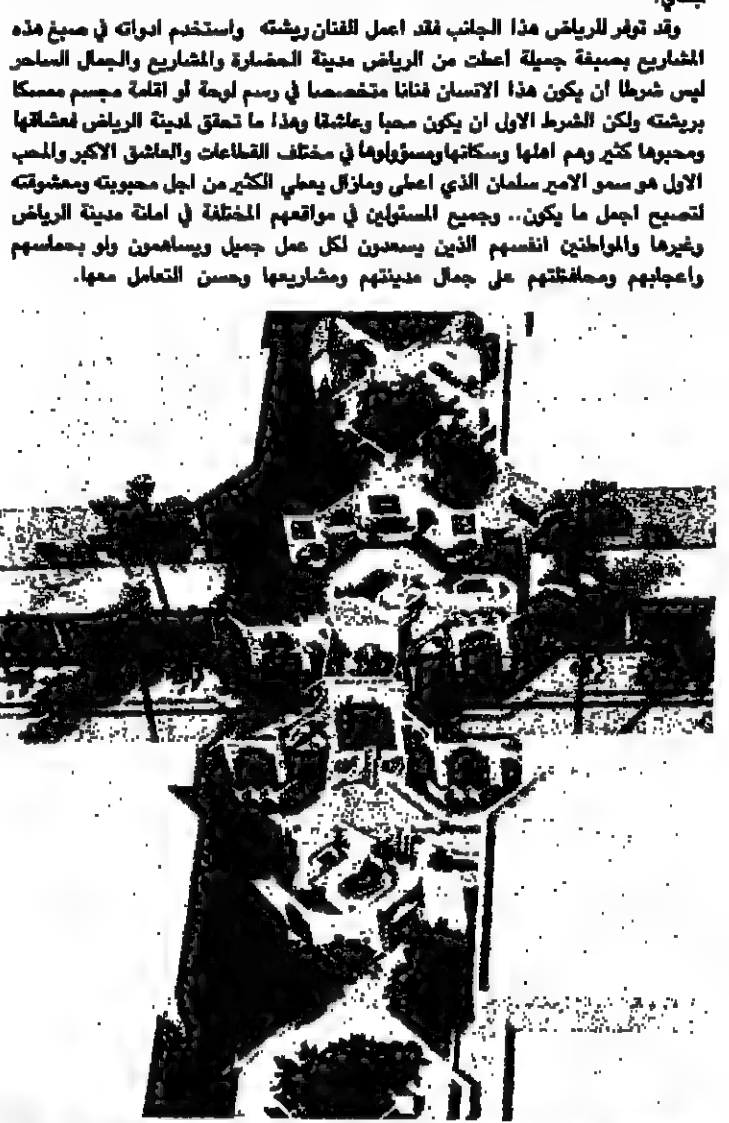 وقد توفر للرياض هذا الجانب فقد اعمل للفنان ريشته واستخدم ادواته في صبغ هذه
المشاريع بصبغة جميلة اعطت من الرياض مدينة الحضارة والمشاريع والجمال الساحر
ليس شرطا ان يكون هذا الانسان فنانا متخصصا في رسم لوحة أو اقامة مجسم ممسكا
بريشته ولكن الشرط الاول ان يكون محبا وعاشقا وهذا ما تحقق لمدينة الرياض فعشاقها
ومحبوها كثير وهم اهلها وسكانها ومسؤولوها في مختلف القطاعات والعاشق الاكبر والمحب
الاول هو سمو الامير سلمان الذي اعطى ومازال يعطي الكثير من اجل محبوبته ومعشوقته
لتصبح اجمل ما يكون.. وجميع المسئولين في مواقعهم المختلفة في امانة مدينة الرياض
وغيرها والمواطنين انفسهم الذين يسعدون لكل عمل جميل ويساهمون ولو بحماسهم
واعجابهم ومحافظتهم على جمال مدينتهم ومشاريعها وحسن التعامل معها.